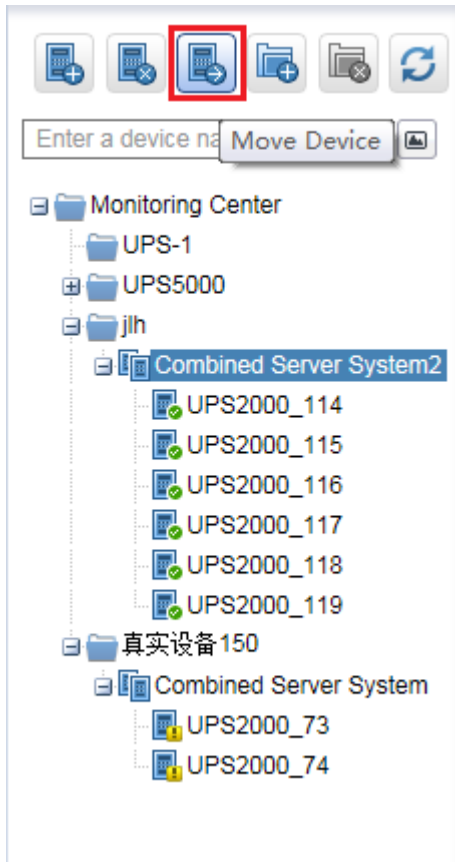 Enter a device na
Move Device
Monitoring Center
UPS-1
UPS5000
jlh
Combined Server System2
UPS2000_114
UPS2000_115
UPS2000_116
UPS2000_117
UPS2000_118
UPS2000_119
真实设备150
Combined Server System
UPS2000_73
UPS2000_74